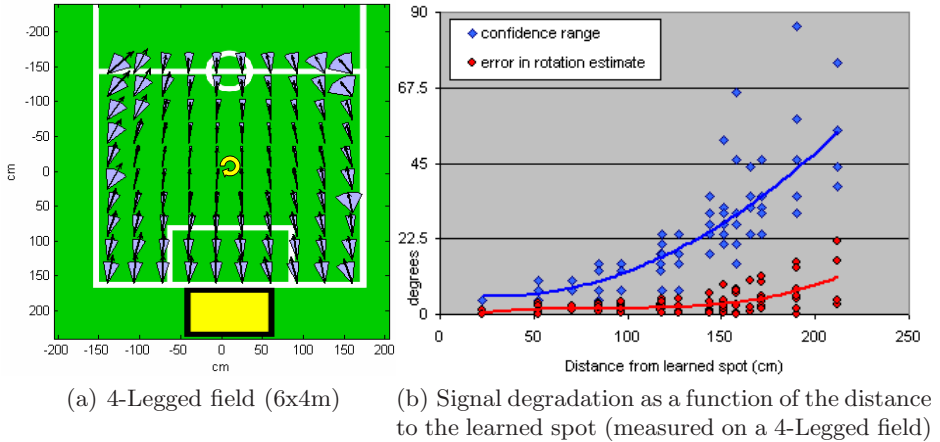 -200
-150
-100
-50
0
50
100
150
200
cm
-200 -150 -100 -50 0 50 100 150 200
cm
(a) 4-Legged field (6x4m)
90
67.5
45
22.5
0
degrees
confidence range
error in rotation estimate
0 50 100 150 200 250
Distance from learned spot (cm)
(b) Signal degradation as a function of the distance
to the learned spot (measured on a 4-Legged field)